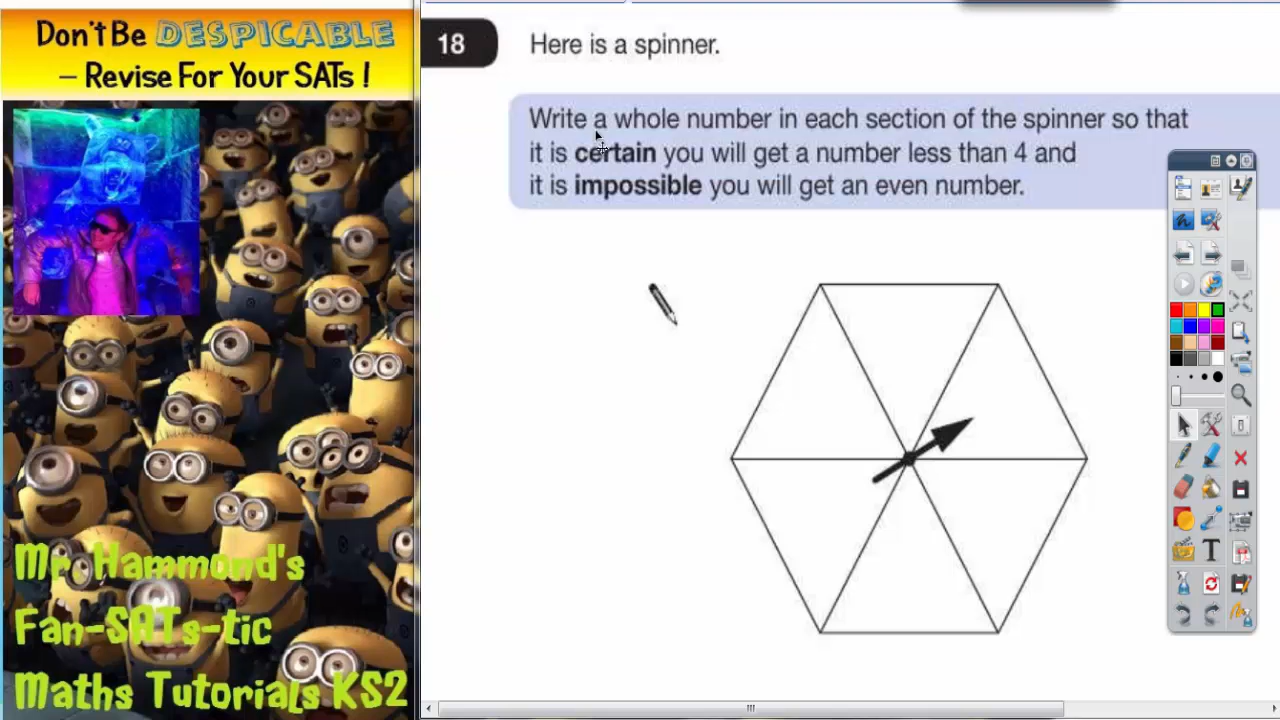 Don't Be DESPICABLE
– Revise For Your SATs !
Mr Hammond's
Fan-SATs-tic
Maths Tutorials KS2
18
Here is a spinner.
Write a whole number in each section of the spinner so that
it is certain you will get a number less than 4 and
it is impossible you will get an even number.